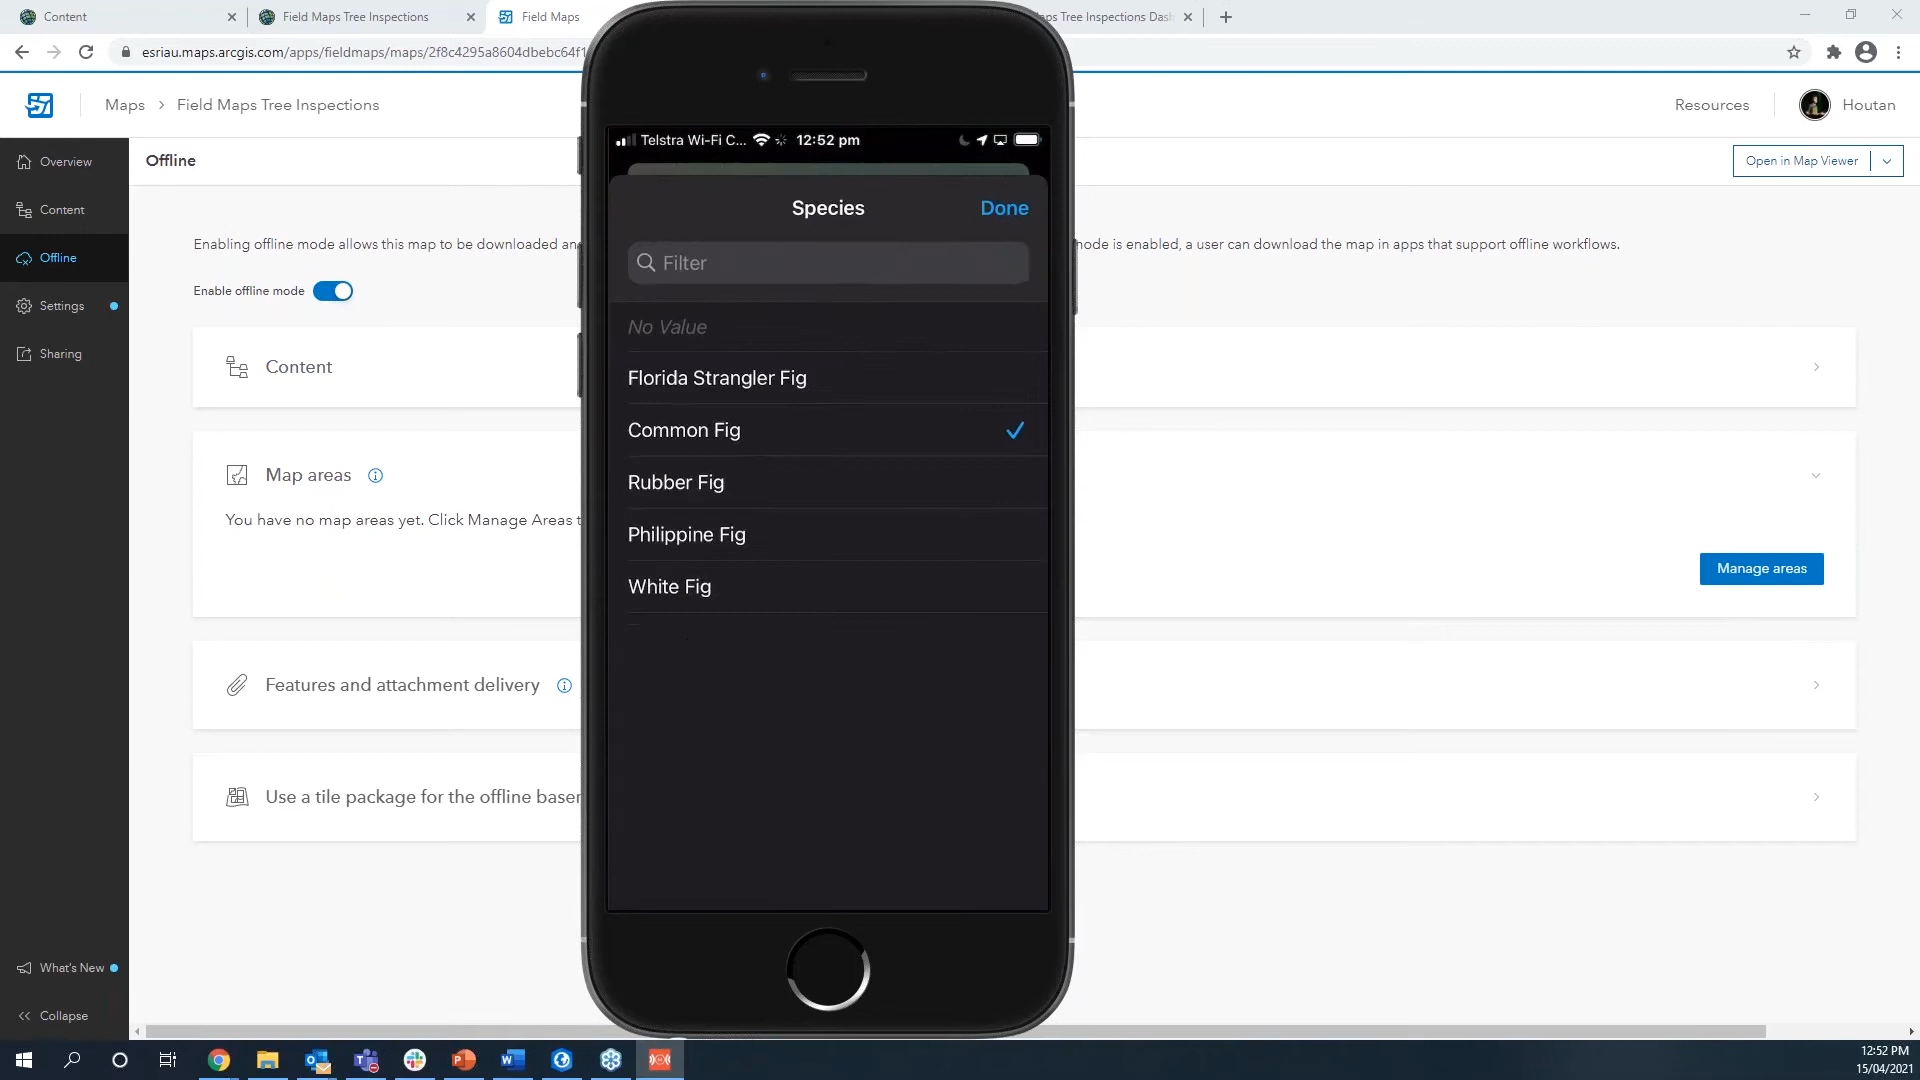 Content
Field Maps Tree Inspections
Field Maps
aps Tree Inspections Das
esriau.maps.arcgis.com/apps/fieldmaps/maps/2f8c4295a8604dbebc64f1
Maps > Field Maps Tree Inspections
Resources
Houtan
Overview
Content
Offline
Settings
Sharing
What's New
Collapse
Offline
Open in Map Viewer
Enabling offline mode allows this map to be downloaded an
node is enabled, a user can download the map in apps that support offline workflows.
Enable offline mode
Content
Map areas
You have no map areas yet. Click Manage Areas t
Manage areas
Features and attachment delivery
Use a tile package for the offline baser
Telstra Wi-Fi C... 12:52 pm
Species
Done
Filter
No Value
Florida Strangler Fig
Common Fig
Rubber Fig
Philippine Fig
White Fig
12:52 PM
15/04/2021